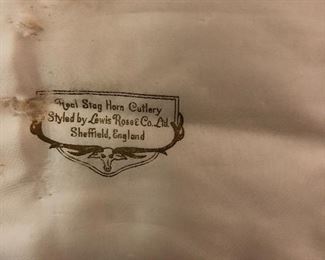 Real Stag Horn Cutlery
Styled by Lewis Rose & Co. Ltd.
Sheffield, England